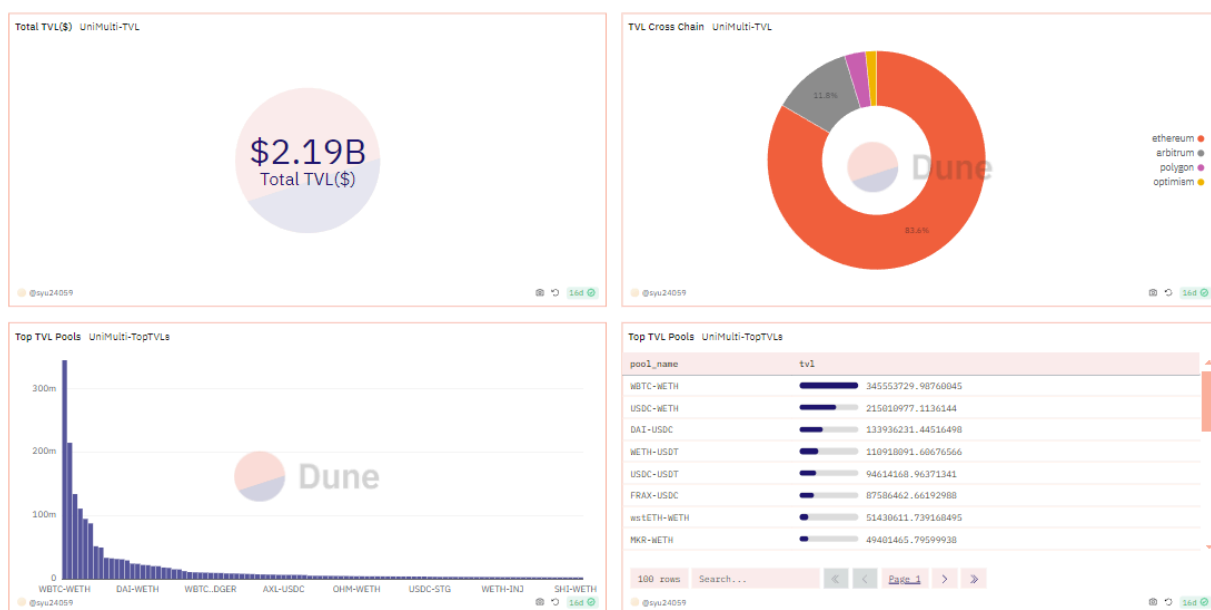 Total TVL($) UniMulti-TVL
$2.19B
Total TVL($)
@syu24059
16d
TVL Cross Chain UniMulti-TVL
11.8%
83.6%
Dune
ethereum
arbitrum
polygon
optimism
@syu24059
16d
Top TVL Pools UniMulti-TopTVLs
300m
200m
100m
0
Dune
WBTC-WETH DAI-WETH WBTC..DGER AXL-USDC OHM-WETH USDC-STG WETH-INJ SHI-WETH
@syu24059
16d
Top TVL Pools UniMulti-TopTVLs
pool_name tvl
WBTC-WETH 345553729.98760045
USDC-WETH 215010977.1136144
DAI-USDC 133936231.44516498
WETH-USDT 110918091.60676566
USDC-USDT 94614168.96371341
FRAX-USDC 87586462.66192988
wstETH-WETH 51430611.739168495
MKR-WETH 49401465.79599938
100 rows Search... Page 1
@syu24059
16d